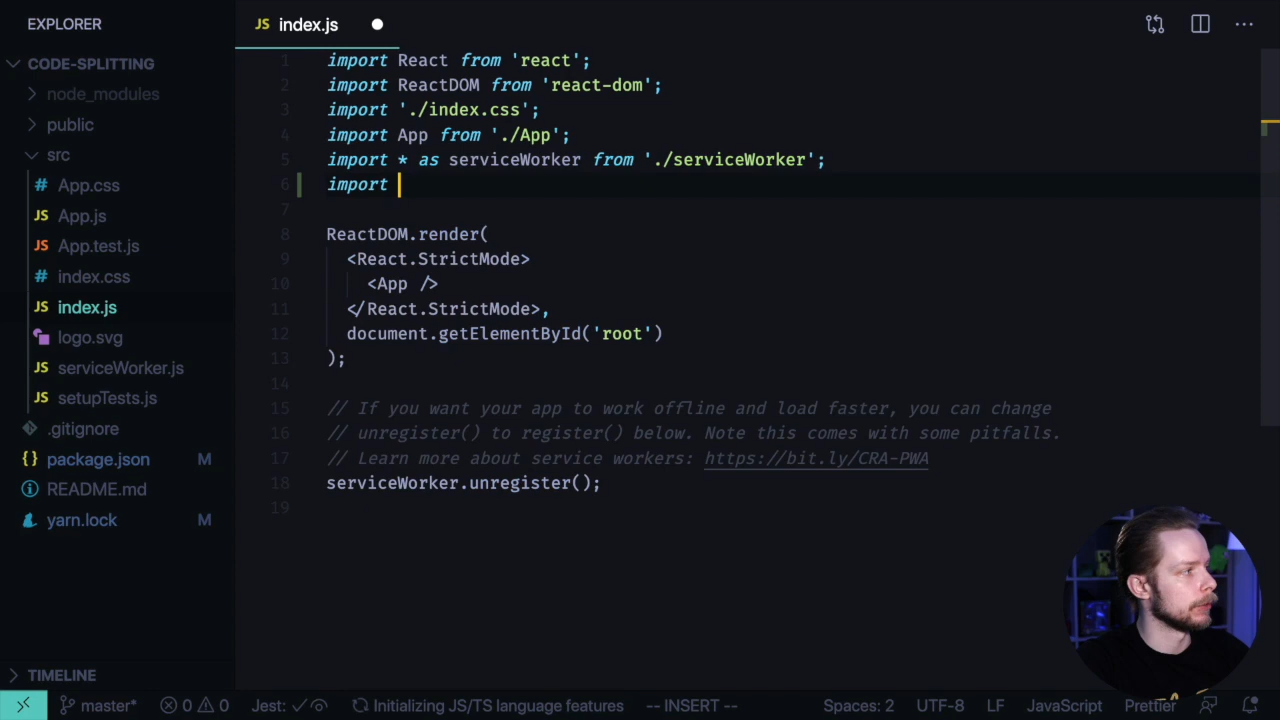 EXPLORER
CODE-SPLITTING
node_modules
public
src
App.css
App.js
App.test.js
index.css
index.js
logo.svg
serviceWorker.js
setupTests.js
.gitignore
package.json M
README.md
yarn.lock M
TIMELINE
JS index.js
1 import React from 'react';
2 import ReactDOM from 'react-dom';
3 import './index.css';
4 import App from './App';
5 import * as serviceWorker from './serviceWorker';
6 import
7
8 ReactDOM.render(
9 <React.StrictMode>
10 <App />
11 </React.StrictMode>,
12 document.getElementById('root')
13 );
14
15 // If you want your app to work offline and load faster, you can change
16 // unregister() to register() below. Note this comes with some pitfalls.
17 // Learn more about service workers: https://bit.ly/CRA-PWA
18 serviceWorker.unregister();
19
master* 0 0 Jest: Initializing JS/TS language features -- INSERT -- Spaces: 2 UTF-8 LF JavaScript Prettier